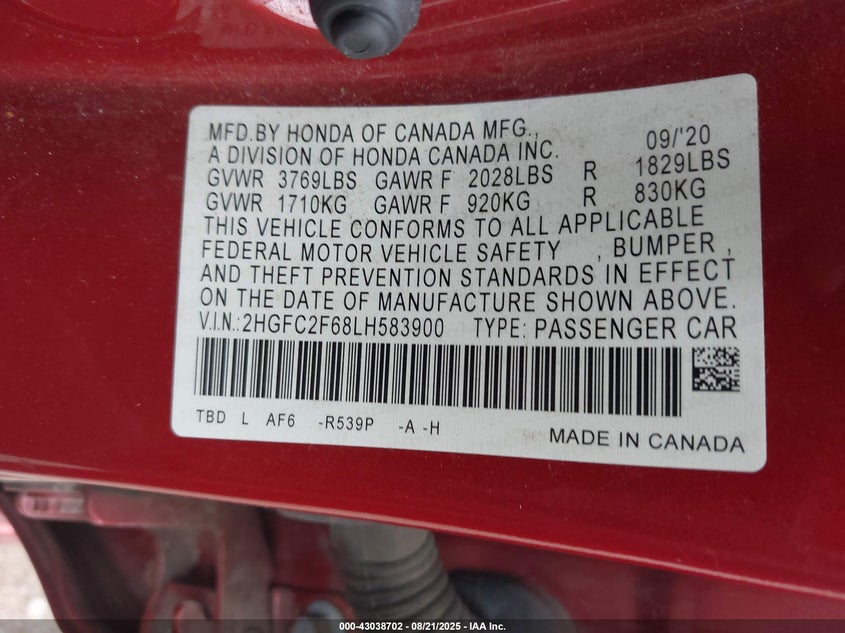 MFD.BY HONDA OF CANADA MFG., 09/'20
A DIVISION OF HONDA CANADA INC.
GVWR 3769LBS GAWR F 2028LBS R 1829LBS
GVWR 1710KG GAWR F 920KG R 830KG
THIS VEHICLE CONFORMS TO ALL APPLICABLE
FEDERAL MOTOR VEHICLE SAFETY , BUMPER ,
AND THEFT PREVENTION STANDARDS IN EFFECT
ON THE DATE OF MANUFACTURE SHOWN ABOVE.
V.I.N.:2HGFC2F68LH583900 TYPE: PASSENGER CAR
TBD L AF6 -R539P -A -H
MADE IN CANADA
000-43038702 - 08/21/2025 - IAA Inc.